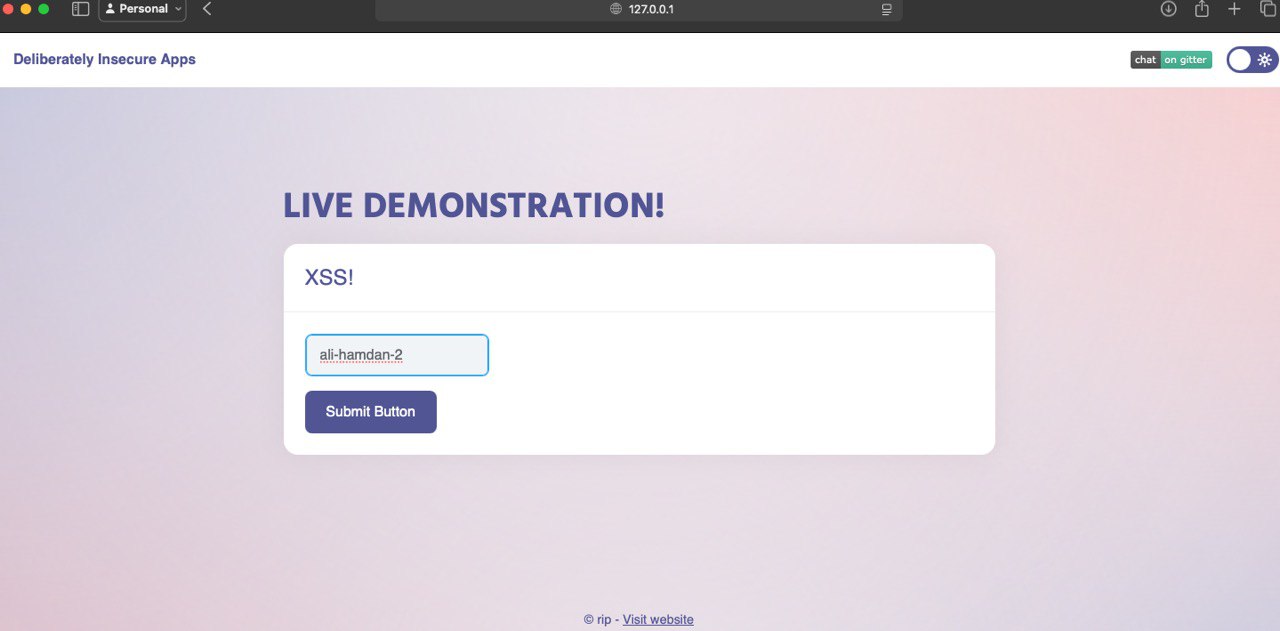 Personal
127.0.0.1
Deliberately Insecure Apps
chat on gitter
LIVE DEMONSTRATION!
XSS!
ali-hamdan-2
Submit Button
© rip - Visit website